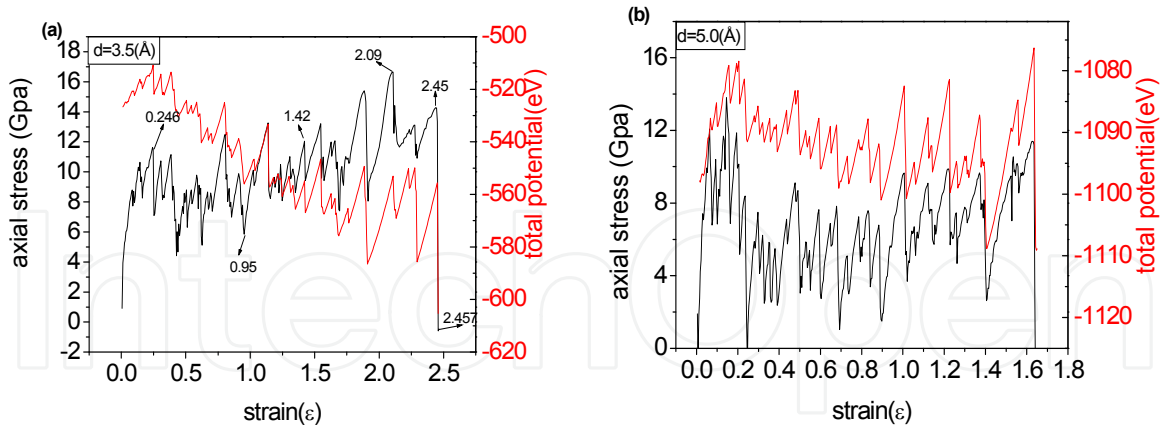 (a)
d=3.5(Å)
18
16
14
12
10
8
6
4
2
0
-2
axial stress (Gpa)
0.246
0.95
1.42
2.09
2.45
2.457
-500
-520
-540
-560
-580
-600
-620
total potential(eV)
0.0 0.5 1.0 1.5 2.0 2.5
strain(ε)
(b)
d=5.0(Å)
16
12
8
4
0
axial stress (Gpa)
-1080
-1090
-1100
-1110
-1120
total potential(eV)
0.0 0.2 0.4 0.6 0.8 1.0 1.2 1.4 1.6 1.8
strain(ε)
IntechOpen